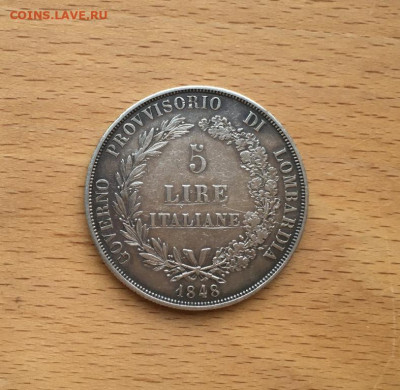 COINS.LAVE.RU
GOVERNO PROVVISORIO DI LOMBARDIA
5
LIRE
ITALIANE
1848